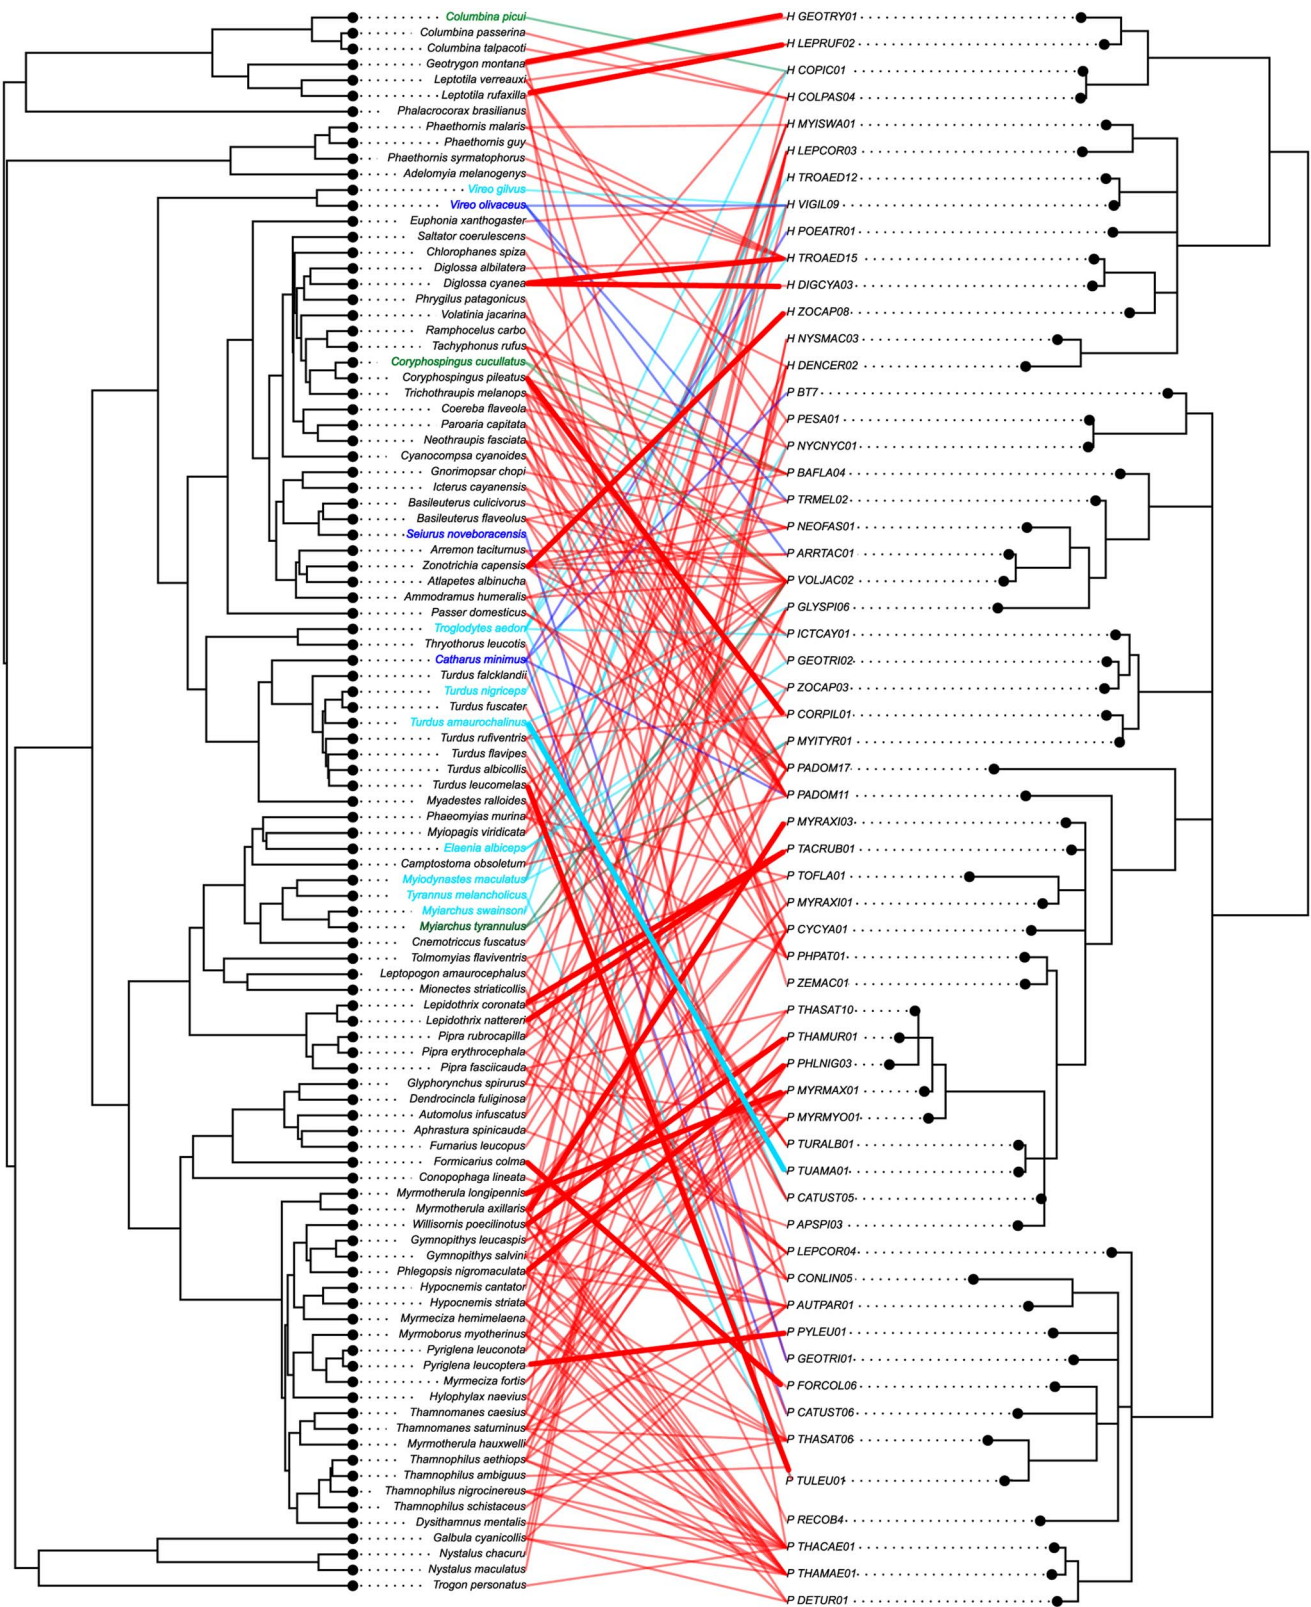 Columbina picui
Columbina passerina
Columbina talpacoti
Geotrygon montana
Leptotila verreauxi
Leptotila rufaxilla
Phalacrocorax brasilianus
Phaethornis malaris
Phaethornis guy
Phaethornis syrmatophorus
Adelomyia melanogenys
Vireo gilvus
Vireo olivaceus
Euphonia xanthogaster
Saltator coerulescens
Chlorophanes spiza
Diglossa albilatera
Diglossa cyanea
Phrygilus patagonicus
Volatinia jacarina
Ramphocelus carbo
Tachyphonus rufus
Coryphospingus cucullatus
Coryphospingus pileatus
Trichothraupis melanops
Coereba flaveola
Paroaria capitata
Neothraupis fasciata
Cyanocompsa cyanoides
Gnorimopsar chopi
Icterus cayanensis
Basileuterus culicivorus
Basileuterus flaveolus
Seiurus noveboracensis
Arremon taciturnus
Zonotrichia capensis
Atlapetes albinucha
Ammodramus humeralis
Passer domesticus
Troglodytes aedon
Thryothorus leucotis
Catharus minimus
Turdus falcklandii
Turdus nigriceps
Turdus fuscater
Turdus amaurochalinus
Turdus rufiventris
Turdus flavipes
Turdus albicollis
Turdus leucomelas
Myadestes ralloides
Phaeomyias murina
Myiopagis viridicata
Elaenia albiceps
Camptostoma obsoletum
Myiodynastes maculatus
Tyrannus melancholicus
Myiarchus swainsoni
Myiarchus tyrannulus
Cnemotriccus fuscatus
Tolmomyias flaviventris
Leptopogon amaurocephalus
Mionectes striaticollis
Lepidothrix coronata
Lepidothrix nattereri
Pipra rubrocapilla
Pipra erythrocephala
Pipra fasciicauda
Glyphorynchus spirurus
Dendrocincla fuliginosa
Automolus infuscatus
Aphrastura spinicauda
Furnarius leucopus
Formicarius colma
Conopophaga lineata
Myrmotherula longipennis
Myrmotherula axillaris
Willisornis poecilinotus
Gymnopithys leucaspis
Gymnopithys salvini
Phlegopsis nigromaculata
Hypocnemis cantator
Hypocnemis striata
Myrmeciza hemimelaena
Myrmoborus myotherinus
Pyriglena leuconota
Pyriglena leucoptera
Myrmeciza fortis
Hylophylax naevius
Thamnomanes caesius
Thamnomanes saturninus
Myrmotherula hauxwelli
Thamnophilus aethiops
Thamnophilus ambiguus
Thamnophilus nigrocinereus
Thamnophilus schistaceus
Dysithamnus mentalis
Galbula cyanicollis
Nystalus chacuru
Nystalus maculatus
Trogon personatus
H GEOTRY01
H LEPRUF02
H COPIC01
H COLPAS04
H MYISWA01
H LEPCOR03
H TROAED12
H VIGIL09
H POEATR01
H TROAED15
H DIGCYA03
H ZOCAP08
H NYSMAC03
H DENCER02
P BT7
P PESA01
P NYCNYC01
P BAFLA04
P TRMEL02
P NEOFAS01
P ARRTAC01
P VOLJAC02
P GLYSPI06
P ICTCAY01
P GEOTRI02
P ZOCAP03
P CORPIL01
P MYITYR01
P PADOM17
P PADOM11
P MYRAXI03
P TACRUB01
P TOFLA01
P MYRAXI01
P CYCYA01
P PHPAT01
P ZEMAC01
P THASAT10
P THAMUR01
P PHLNIG03
P MYRMAX01
P MYRMYO01
P TURALB01
P TUAMA01
P CATUST05
P APSPI03
P LEPCOR04
P CONLIN05
P AUTPAR01
P PYLEU01
P GEOTRI01
P FORCOL06
P CATUST06
P THASAT06
P TULEU01
P RECOB4
P THACAE01
P THAMAE01
P DETUR01